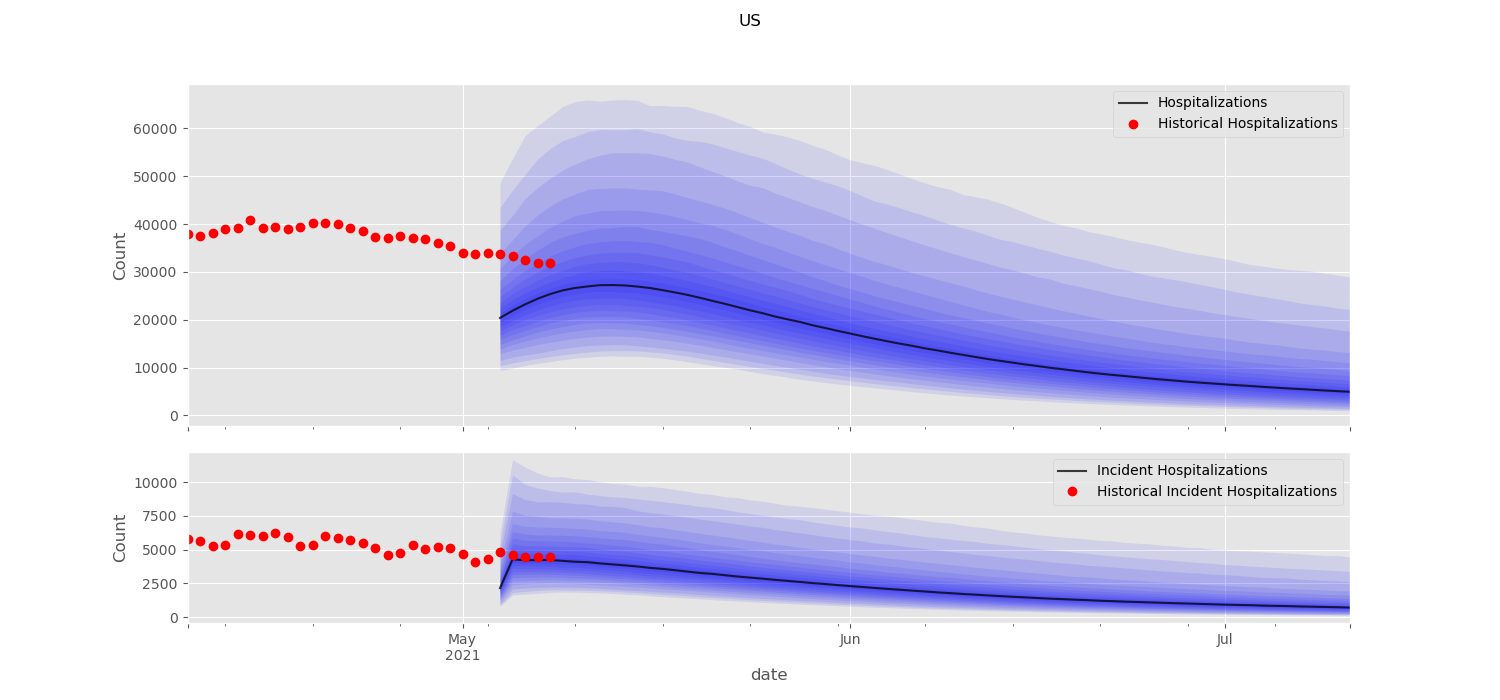 US
Hospitalizations
Historical Hospitalizations
60000
50000
40000
30000
20000
10000
0
Count
Incident Hospitalizations
Historical Incident Hospitalizations
10000
7500
5000
2500
0
Count
May
2021
Jun
Jul
date